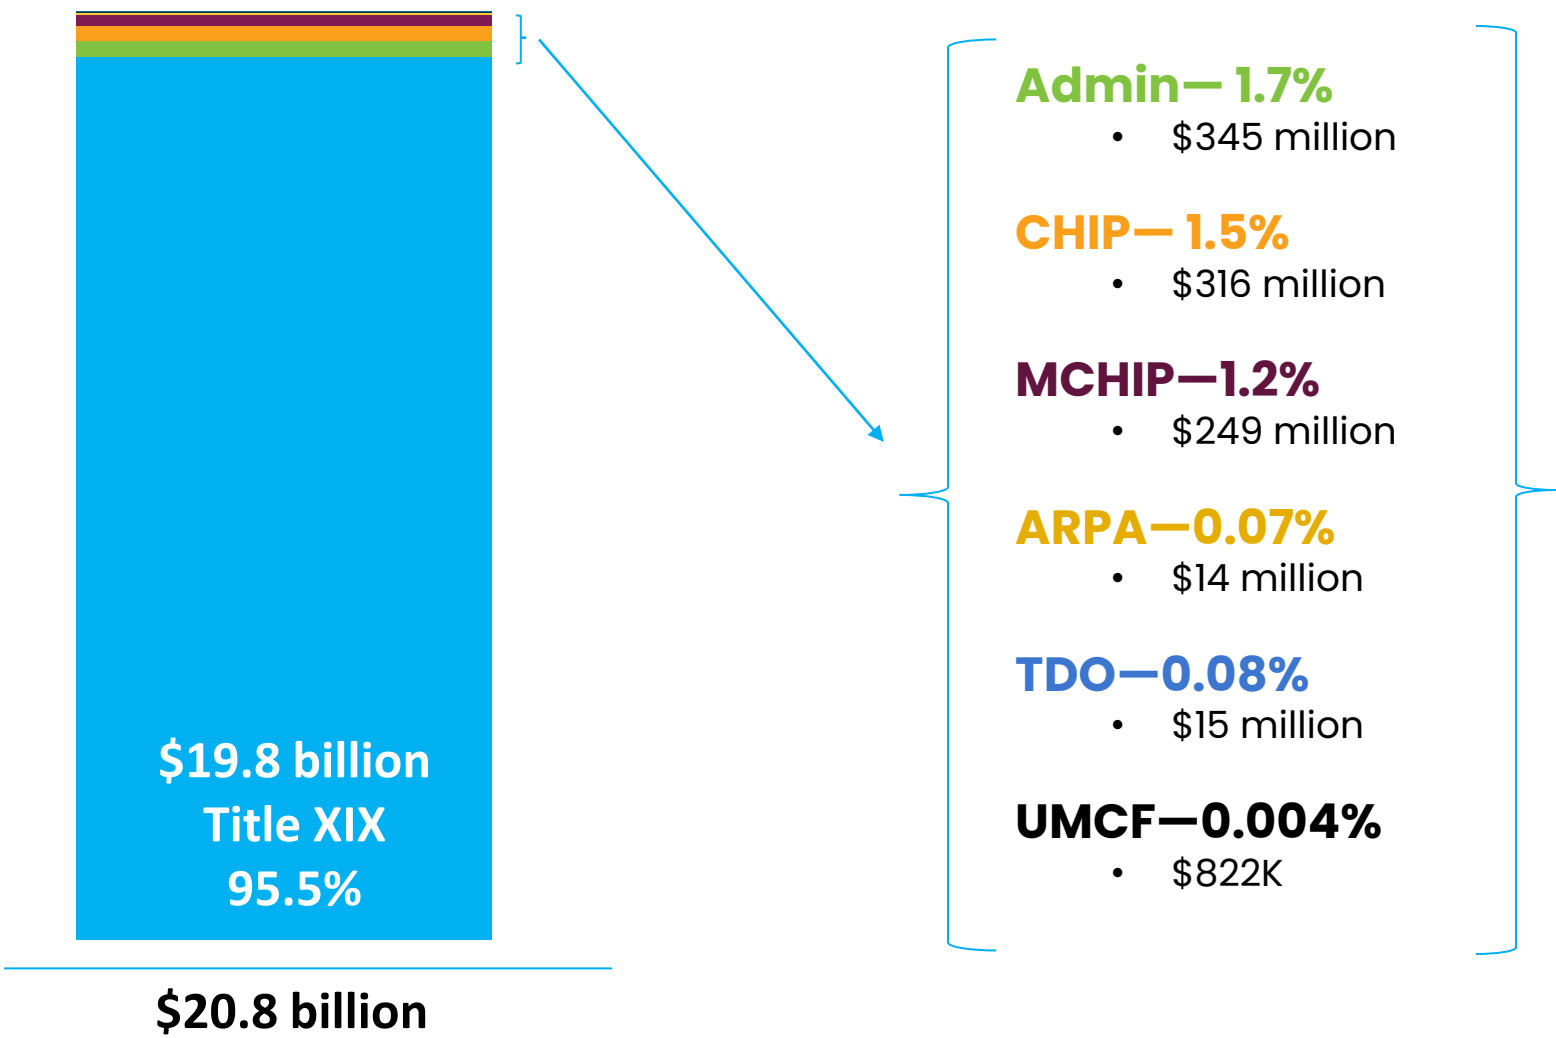 $19.8 billion
Title XIX
95.5%
$20.8 billion
Admin— 1.7%
• $345 million
CHIP— 1.5%
• $316 million
MCHIP—1.2%
• $249 million
ARPA—0.07%
• $14 million
TDO—0.08%
• $15 million
UMCF—0.004%
• $822K